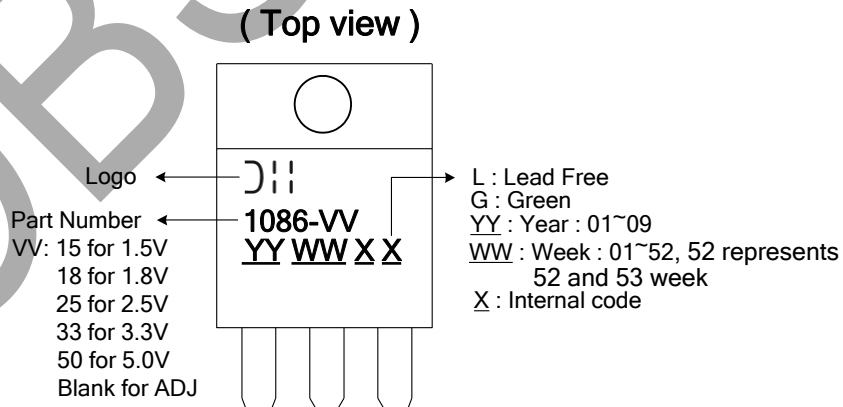 ( Top view )
Logo
1086-VV
YY WW X X
Part Number
VV: 15 for 1.5V
18 for 1.8V
25 for 2.5V
33 for 3.3V
50 for 5.0V
Blank for ADJ
L : Lead Free
G : Green
YY : Year : 01~09
WW : Week : 01~52, 52 represents
52 and 53 week
X : Internal code